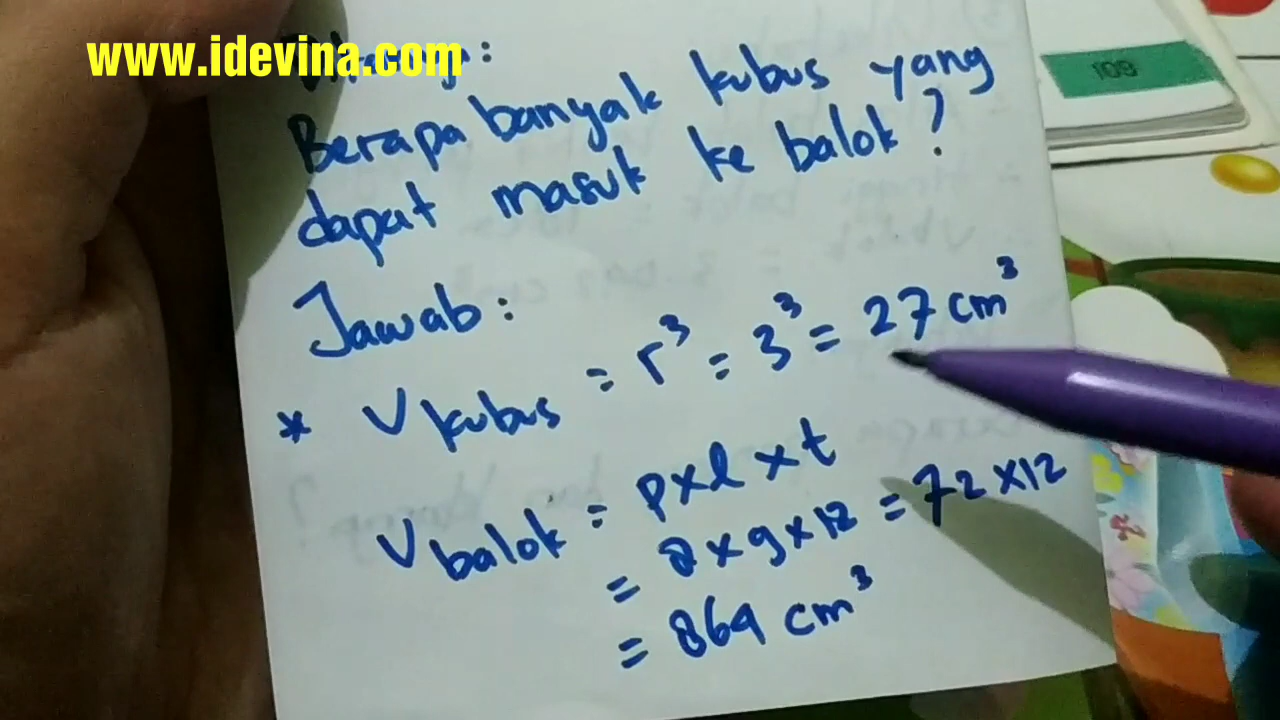 www.idevina.com
Berapa banyak kubus yang
dapat masuk ke balok?
Jawab:
* V kubus = r³ = 3³ = 27 cm³
V balok = p x l x t
= 8 x 9 x 12 = 72 x 12
= 864 cm³
109